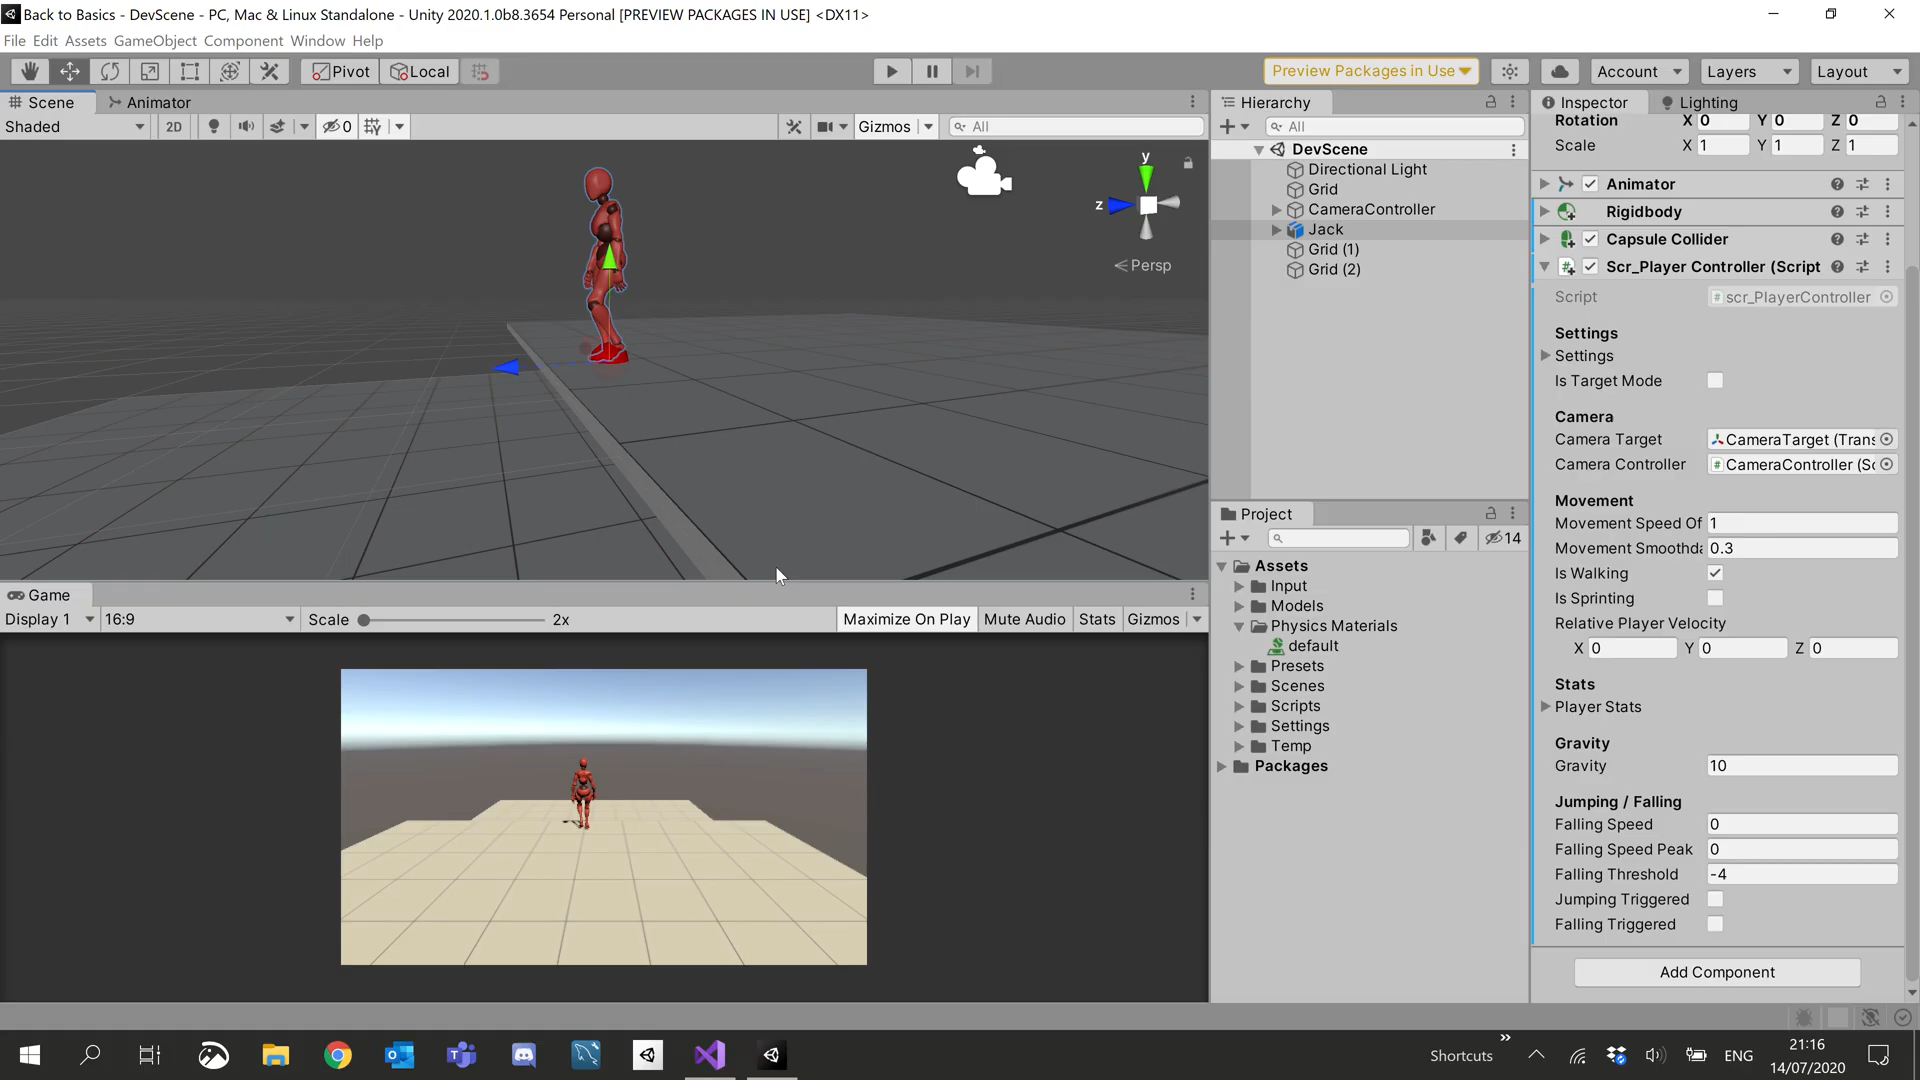 Back to Basics - DevScene - PC, Mac & Linux Standalone - Unity 2020.1.0b8.3654 Personal [PREVIEW PACKAGES IN USE] <DX11>
File Edit Assets GameObject Component Window Help
Pivot Local Preview Packages in Use Account Layers Layout
Scene Animator
Shaded 2D 0 Gizmos All
y
z
Persp
Game
Display 1 16:9 Scale 2x Maximize On Play Mute Audio Stats Gizmos
Hierarchy
All
DevScene
Directional Light
Grid
CameraController
Jack
Grid (1)
Grid (2)
Project
14
Assets
Input
Models
Physics Materials
default
Presets
Scenes
Scripts
Settings
Temp
Packages
Inspector Lighting
Rotation X 0 Y 0 Z 0
Scale X 1 Y 1 Z 1
Animator
Rigidbody
Capsule Collider
Scr_Player Controller (Script
Script scr_PlayerController
Settings
Settings
Is Target Mode
Camera
Camera Target CameraTarget (Trans
Camera Controller CameraController (Sc
Movement
Movement Speed Of 1
Movement Smoothda 0.3
Is Walking
Is Sprinting
Relative Player Velocity
X 0 Y 0 Z 0
Stats
Player Stats
Gravity
Gravity 10
Jumping / Falling
Falling Speed 0
Falling Speed Peak 0
Falling Threshold -4
Jumping Triggered
Falling Triggered
Add Component
Shortcuts ENG 21:16
14/07/2020